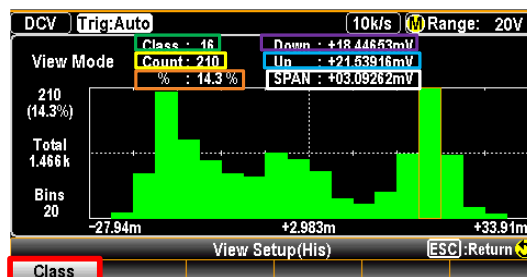 DCV Trig:Auto 10k/s M Range: 20V
Class : 16 Down : +18.44653mV
View Mode Count : 210 Up : +21.53916mV
% : 14.3 % SPAN : +03.09262mV
210
(14.3%)
Total
1.466k
Bins
20
-27.94m +2.983m +33.91m
View Setup(His) ESC :Return
Class